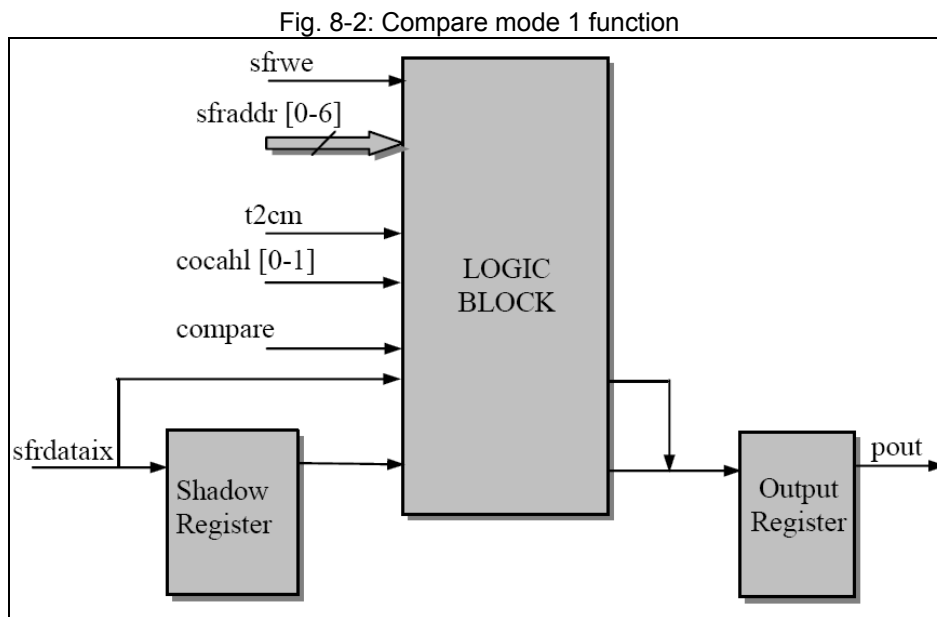 Fig. 8-2: Compare mode 1 function
sfrwe
sfraddr [0-6]
t2cm
cocahl [0-1]
compare
LOGIC
BLOCK
sfrdataix
Shadow
Register
Output
Register
pout